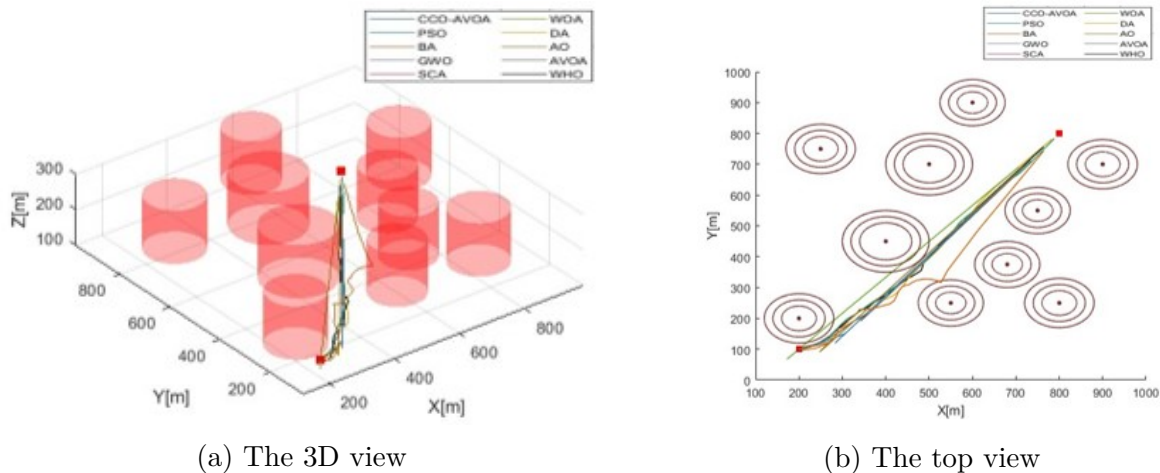 CCO-AVOA WOA
PSO DA
BA AO
GWO AVOA
SCA WHO
300
200
100
Z[m]
800
600
400
200
Y[m]
200
400
600
800
X[m]
(a) The 3D view
CCO-AVOA WOA
PSO DA
BA AO
GWO AVOA
SCA WHO
1000
900
800
700
600
500
400
300
200
100
0
Y[m]
100 200 300 400 500 600 700 800 900 1000
X[m]
(b) The top view